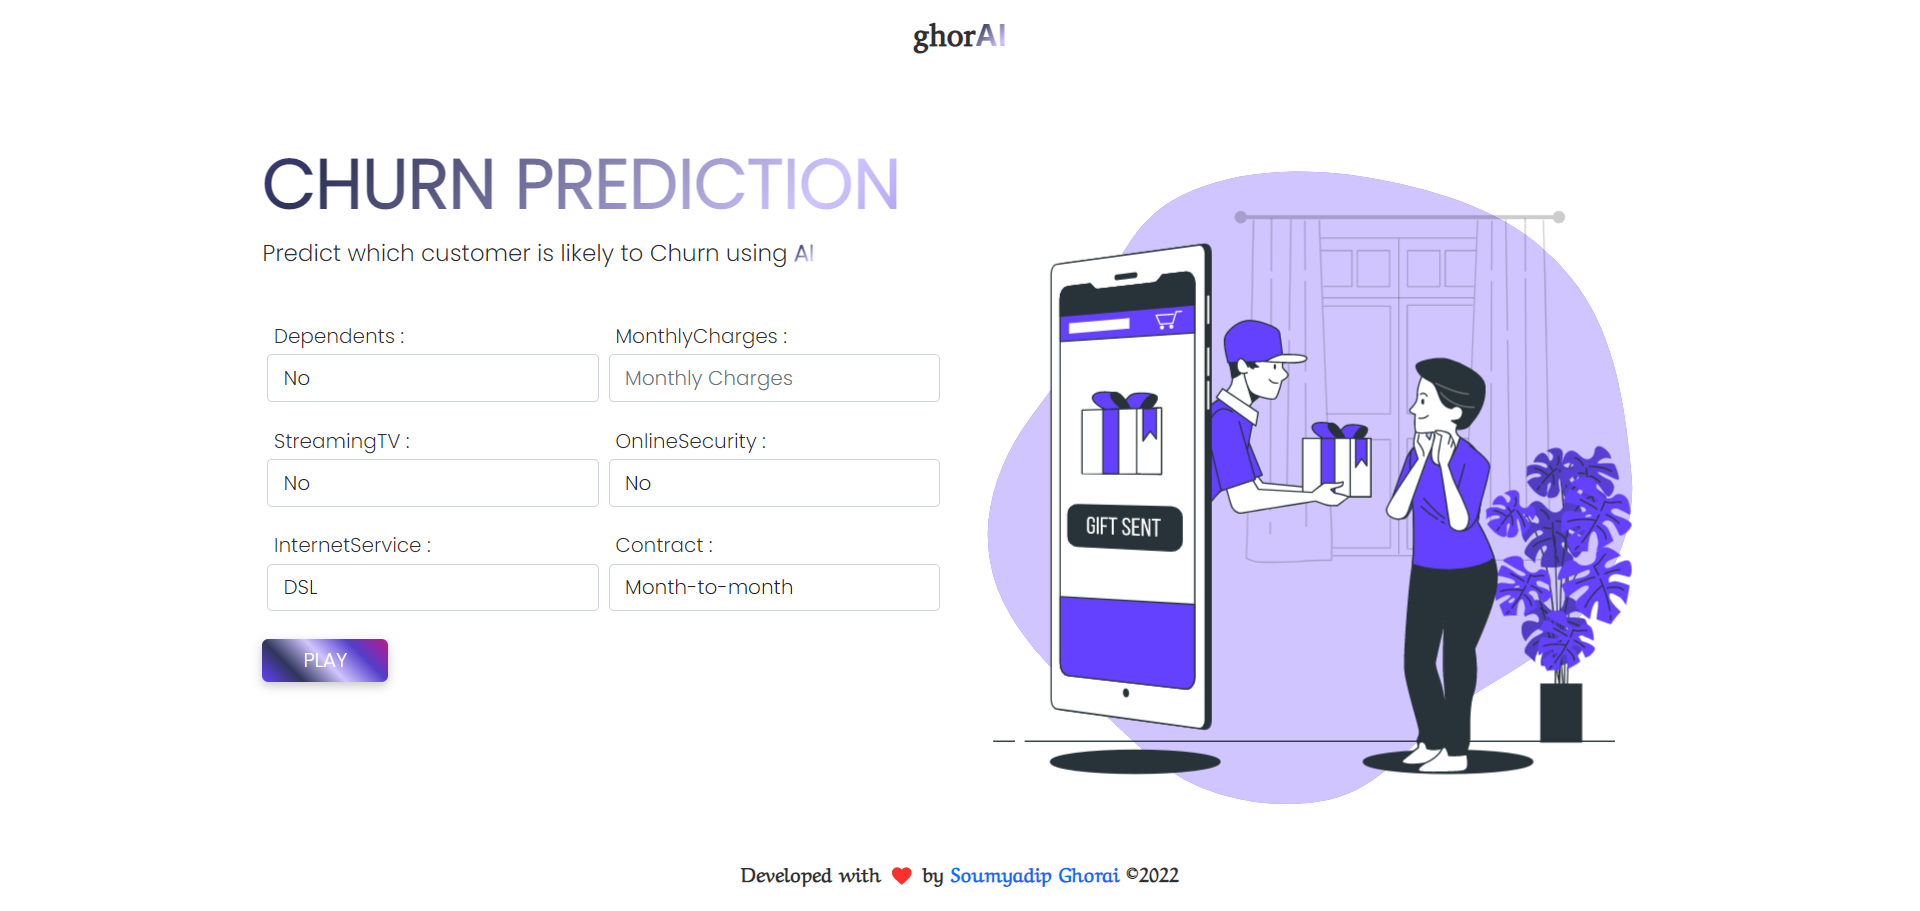 ghorAI
CHURN PREDICTION
Predict which customer is likely to Churn using AI
Dependents :
No
MonthlyCharges :
Monthly Charges
StreamingTV :
No
OnlineSecurity :
No
InternetService :
DSL
Contract :
Month-to-month
PLAY
GIFT SENT
Developed with ❤️ by Soumyadip Ghorai ©2022